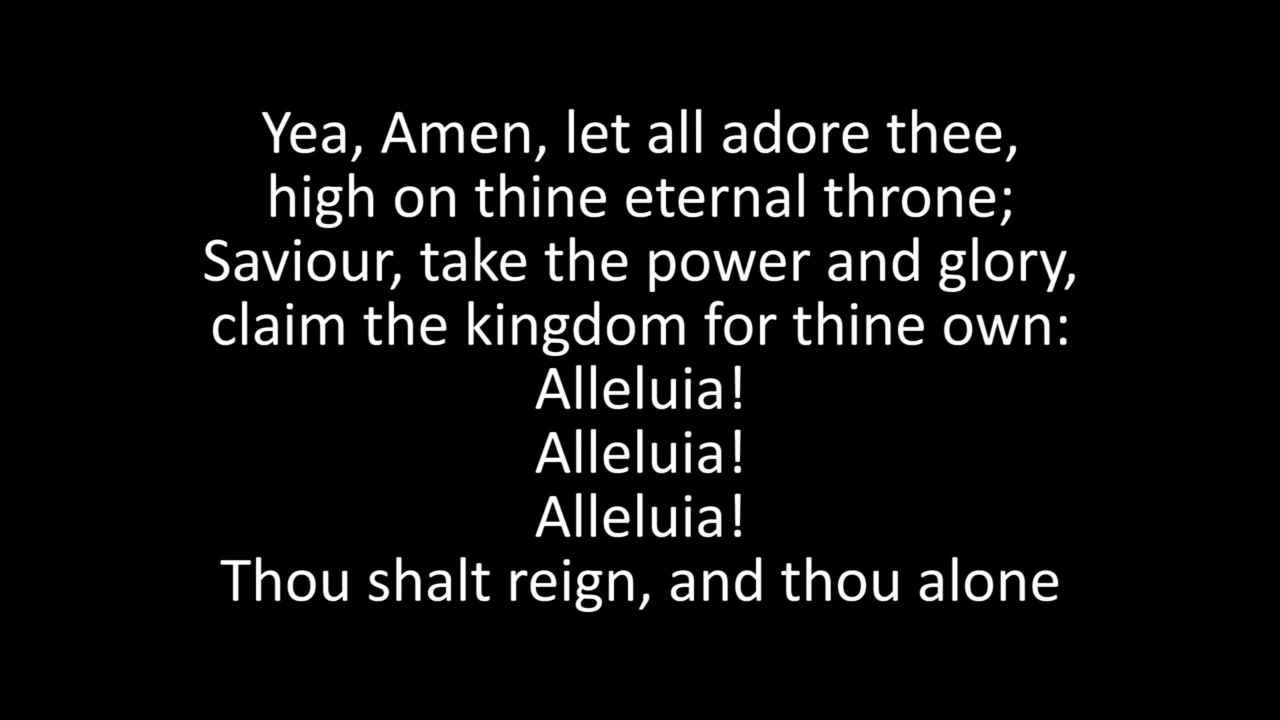 Yea, Amen, let all adore thee,
high on thine eternal throne;
Saviour, take the power and glory,
claim the kingdom for thine own:
Alleluia!
Alleluia!
Alleluia!
Thou shalt reign, and thou alone